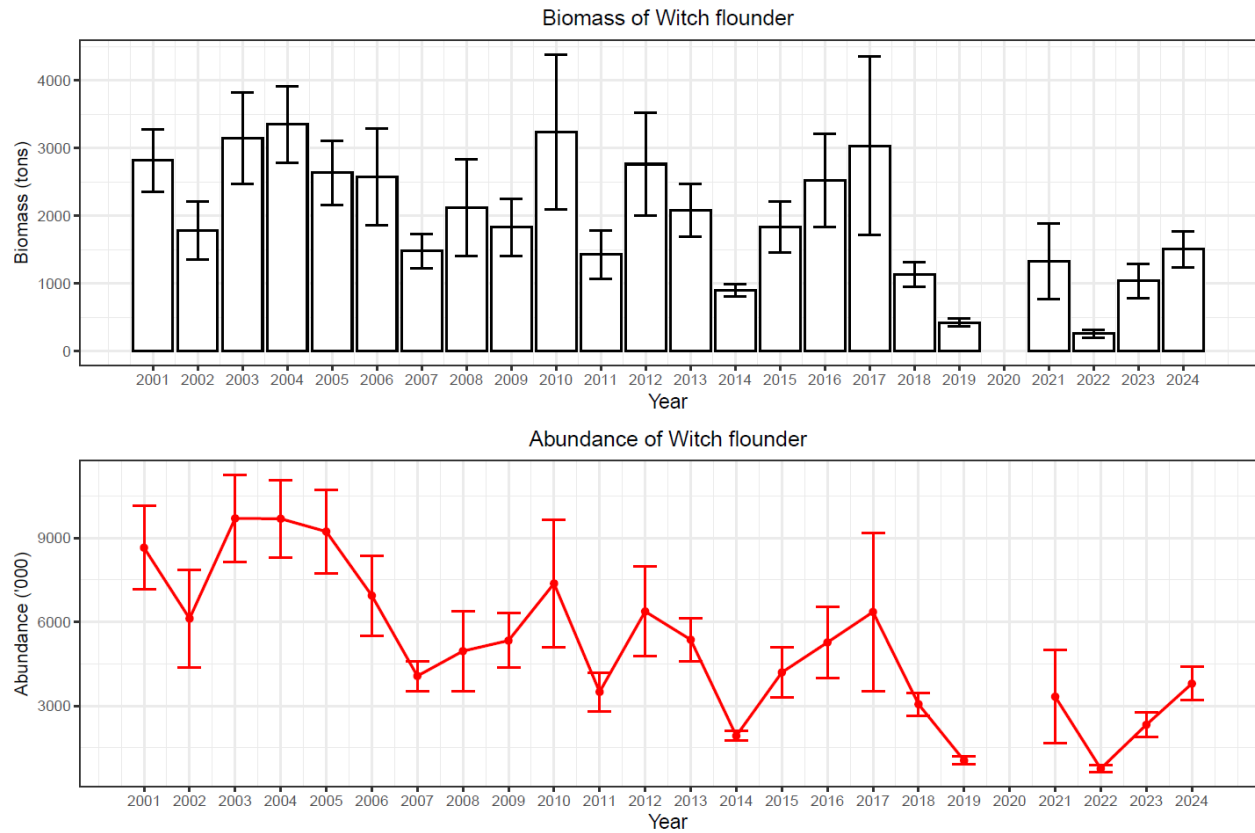 Biomass of Witch flounder
Biomass (tons)
4000
3000
2000
1000
0
2001 2002 2003 2004 2005 2006 2007 2008 2009 2010 2011 2012 2013 2014 2015 2016 2017 2018 2019 2020 2021 2022 2023 2024
Year
Abundance of Witch flounder
Abundance ('000)
9000
6000
3000
2001 2002 2003 2004 2005 2006 2007 2008 2009 2010 2011 2012 2013 2014 2015 2016 2017 2018 2019 2020 2021 2022 2023 2024
Year